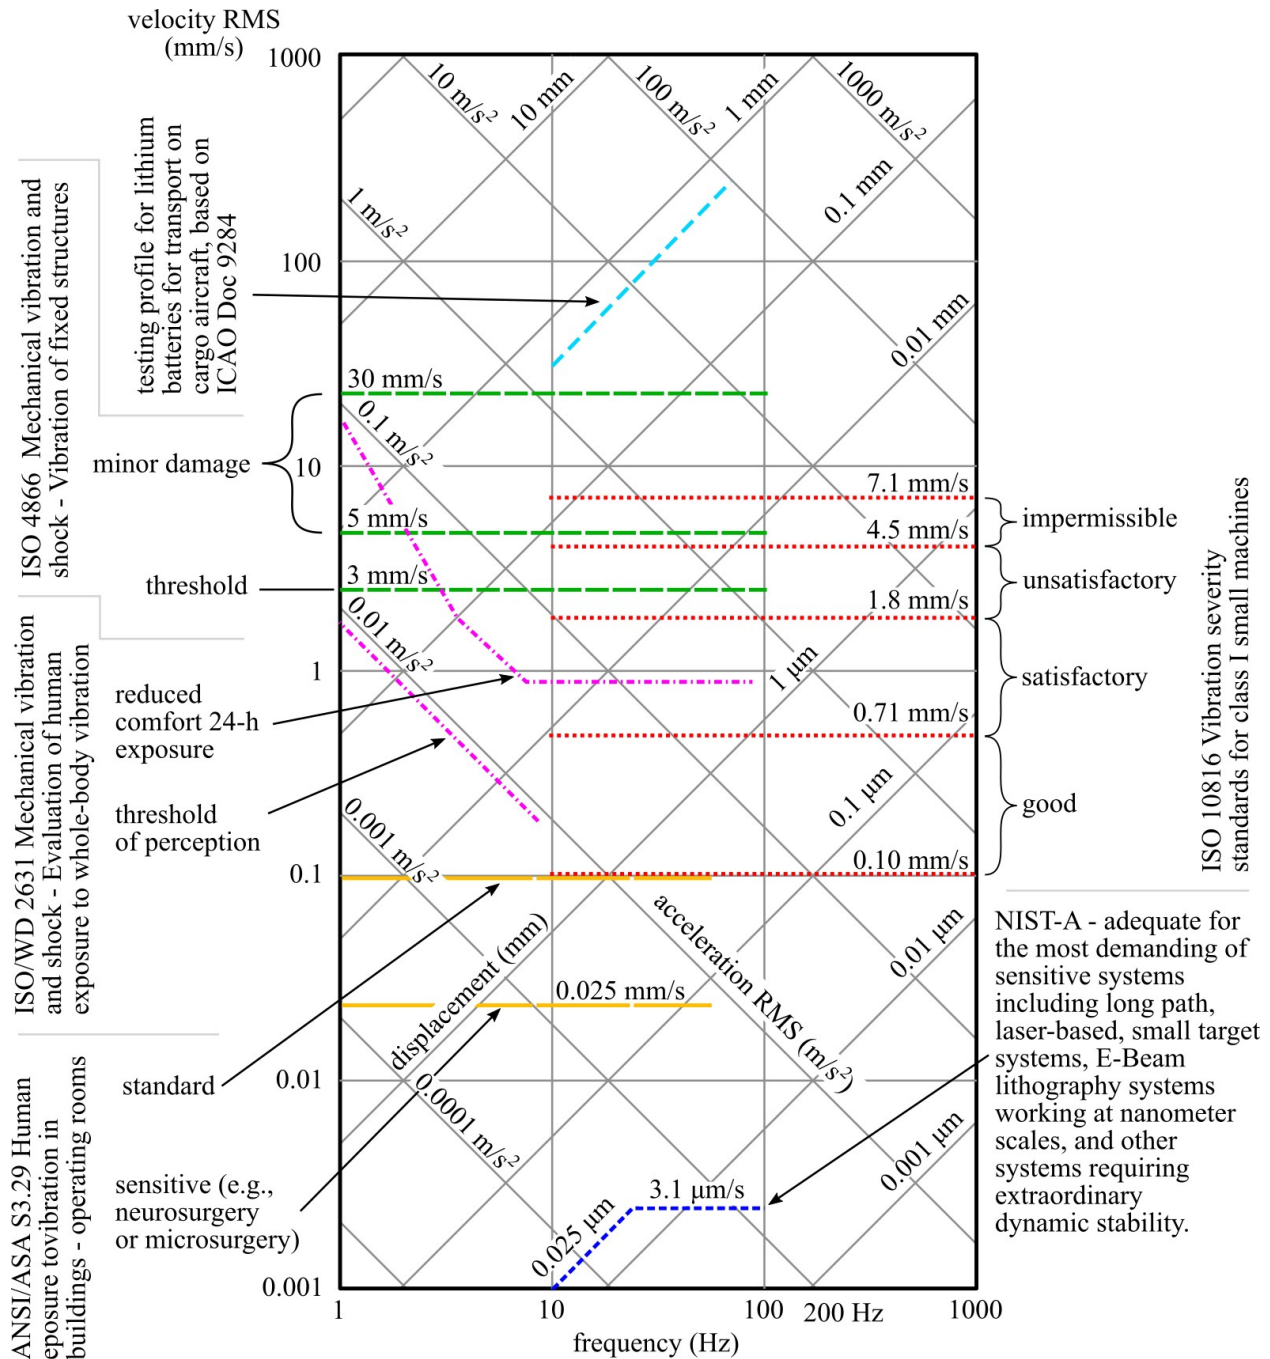 velocity RMS
(mm/s)
1000
100
10
1
0.1
0.01
0.001
1
10
100
200 Hz
1000
frequency (Hz)
10 m/s²
10 mm
100 m/s²
1 mm
1000 m/s²
0.1 mm
1 m/s²
0.01 mm
30 mm/s
0.1 m/s²
7.1 mm/s
5 mm/s
4.5 mm/s
3 mm/s
1.8 mm/s
0.01 m/s²
1 μm
0.71 mm/s
0.1 μm
0.001 m/s²
0.10 mm/s
displacement (mm)
acceleration RMS (m/s²)
0.01 μm
0.025 mm/s
0.0001 m/s²
0.001 μm
3.1 μm/s
0.025 μm
testing profile for lithium
batteries for transport on
cargo aircraft, based on
ICAO Doc 9284
ISO 4866 Mechanical vibration and
shock - Vibration of fixed structures
minor damage
threshold
ISO/WD 2631 Mechanical vibration
and shock - Evaluation of human
exposure to whole-body vibration
reduced
comfort 24-h
exposure
threshold
of perception
ANSI/ASA S3.29 Human
eposure tovibration in
buildings - operating rooms
standard
sensitive (e.g.,
neurosurgery
or microsurgery)
impermissible
unsatisfactory
satisfactory
good
ISO 10816 Vibration severity
standards for class I small machines
NIST-A - adequate for
the most demanding of
sensitive systems
including long path,
laser-based, small target
systems, E-Beam
lithography systems
working at nanometer
scales, and other
systems requiring
extraordinary
dynamic stability.